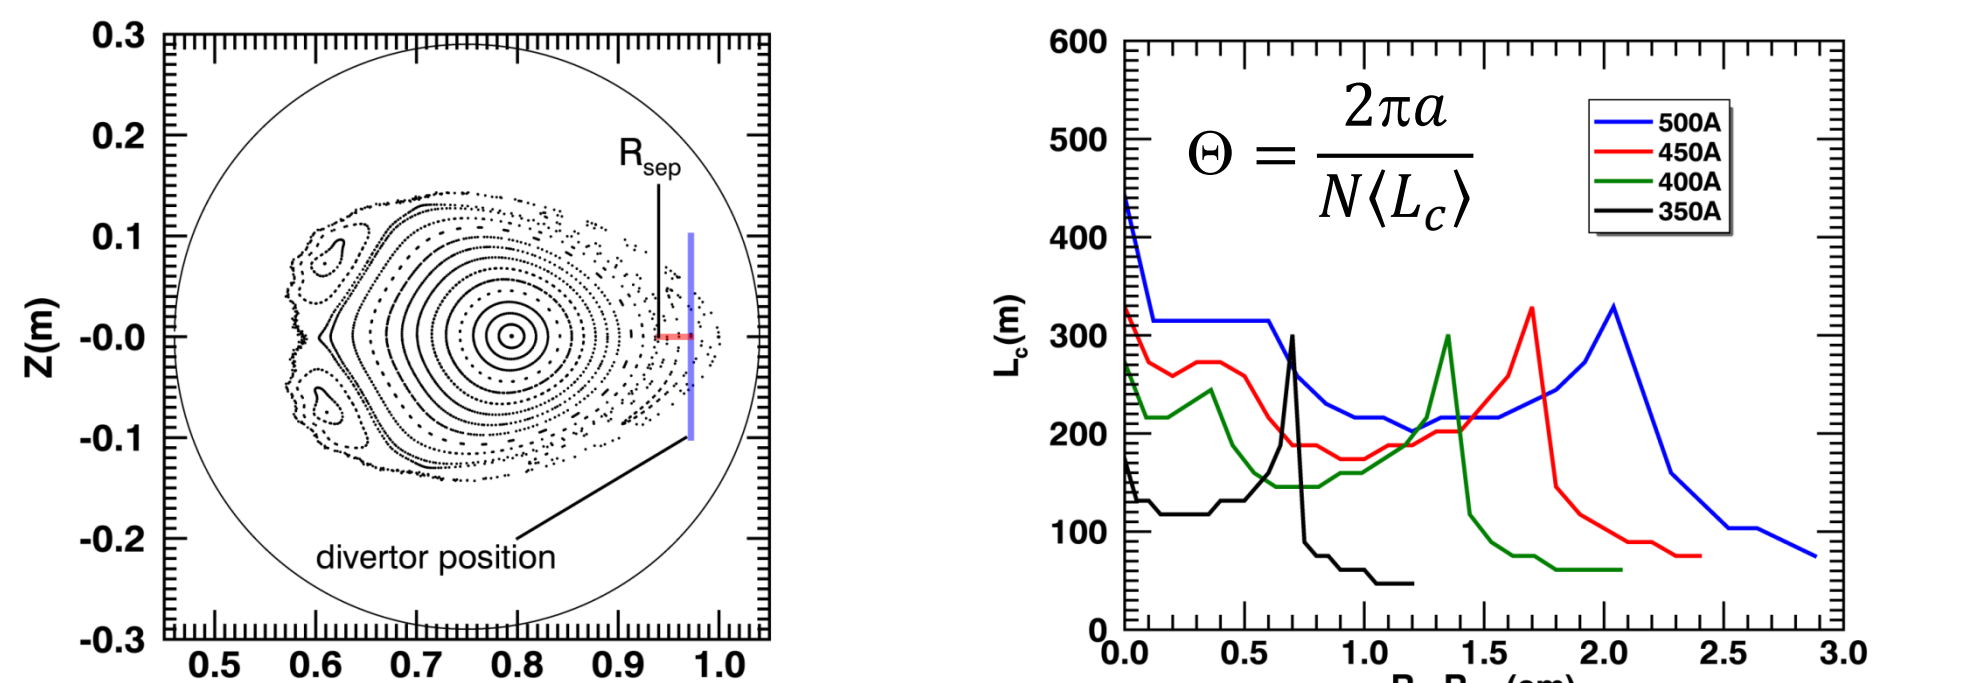 0.3
0.2
0.1
-0.0
-0.1
-0.2
-0.3
Z(m)
R_sep
divertor position
0.5 0.6 0.7 0.8 0.9 1.0
600
500
400
300
200
100
0
L_c(m)
Θ = 2πa / N⟨L_c⟩
500A
450A
400A
350A
0.0 0.5 1.0 1.5 2.0 2.5 3.0